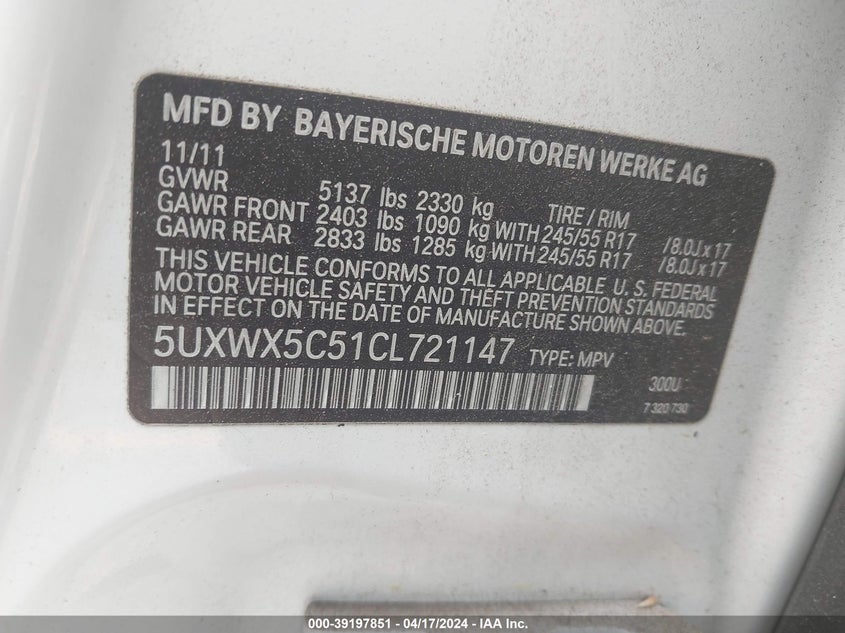 MFD BY BAYERISCHE MOTOREN WERKE AG
11/11
GVWR 5137 lbs 2330 kg TIRE / RIM
GAWR FRONT 2403 lbs 1090 kg WITH 245/55 R17 /8.0J x 17
GAWR REAR 2833 lbs 1285 kg WITH 245/55 R17 /8.0J x 17
THIS VEHICLE CONFORMS TO ALL APPLICABLE U. S. FEDERAL
MOTOR VEHICLE SAFETY AND THEFT PREVENTION STANDARDS
IN EFFECT ON THE DATE OF MANUFACTURE SHOWN ABOVE.
5UXWX5C51CL721147 TYPE: MPV
300U
7 320 730
000-39197851 - 04/17/2024 - IAA Inc.